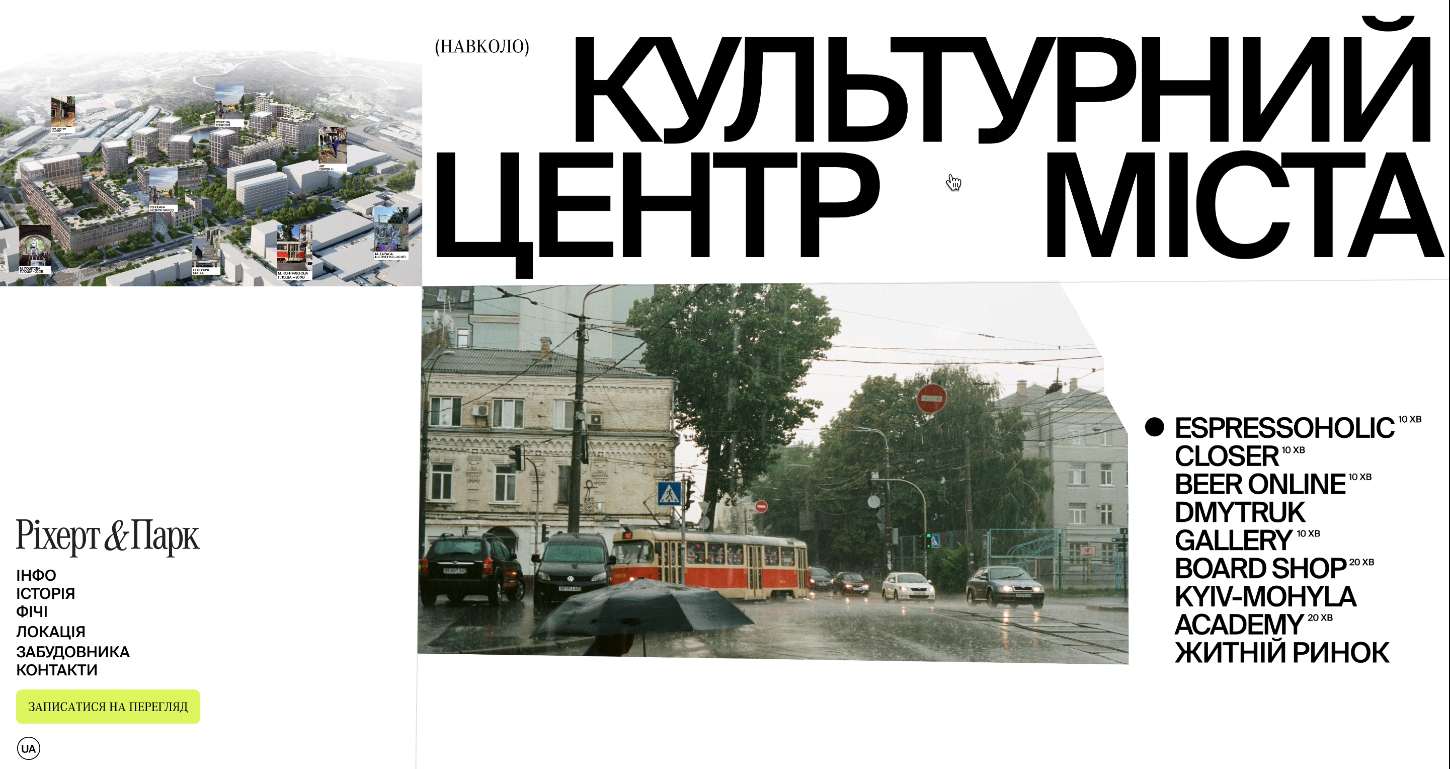 (НАВКОЛО)
КУЛЬТУРНИЙ
ЦЕНТР МІСТА
ESPRESSOHOLIC 10 ХВ
CLOSER 10 ХВ
BEER ONLINE 10 ХВ
DMYTRUK
GALLERY 10 ХВ
BOARD SHOP 20 ХВ
KYIV-MOHYLA
ACADEMY 20 ХВ
ЖИТНІЙ РИНОК
Ріхерт & Парк
ІНФО
ІСТОРІЯ
ФІЧІ
ЛОКАЦІЯ
ЗАБУДОВНИКА
КОНТАКТИ
ЗАПИСАТИСЯ НА ПЕРЕГЛЯД
UA